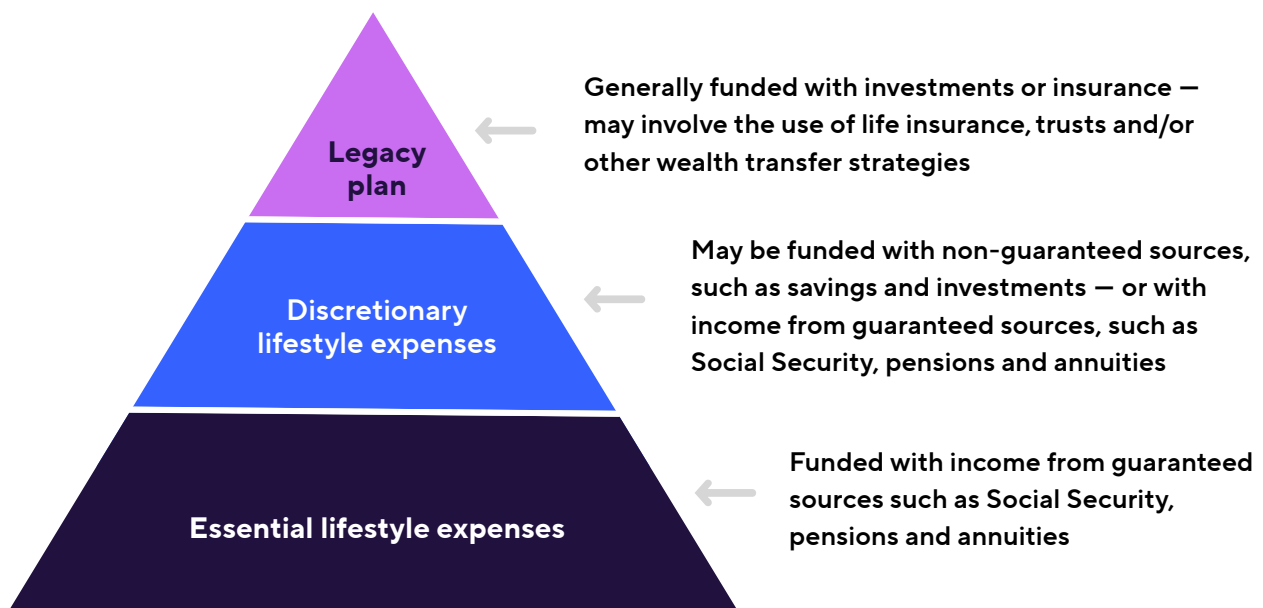 Legacy
plan
Generally funded with investments or insurance —
may involve the use of life insurance, trusts and/or
other wealth transfer strategies
Discretionary
lifestyle expenses
May be funded with non-guaranteed sources,
such as savings and investments — or with
income from guaranteed sources, such as
Social Security, pensions and annuities
Essential lifestyle expenses
Funded with income from guaranteed
sources such as Social Security,
pensions and annuities